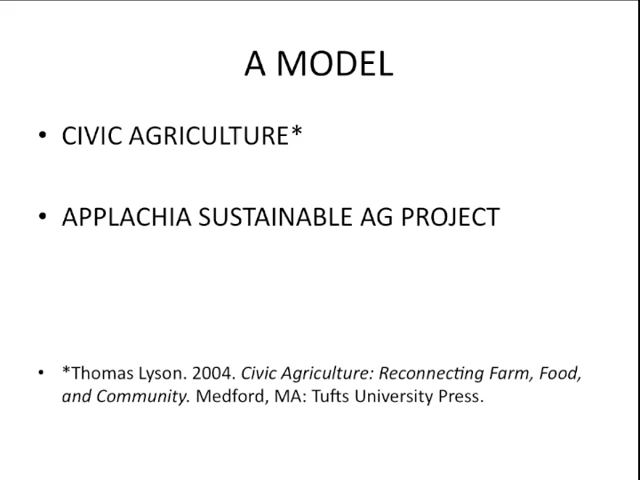 A MODEL
• CIVIC AGRICULTURE*
• APPLACHIA SUSTAINABLE AG PROJECT
• *Thomas Lyson. 2004. Civic Agriculture: Reconnecting Farm, Food,
and Community. Medford, MA: Tufts University Press.